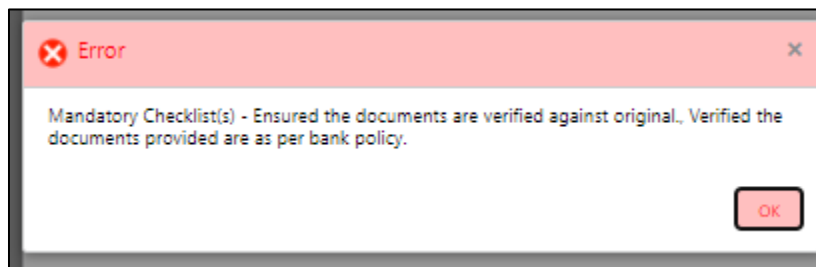 Error
Mandatory Checklist(s) - Ensured the documents are verified against original., Verified the
documents provided are as per bank policy.
OK